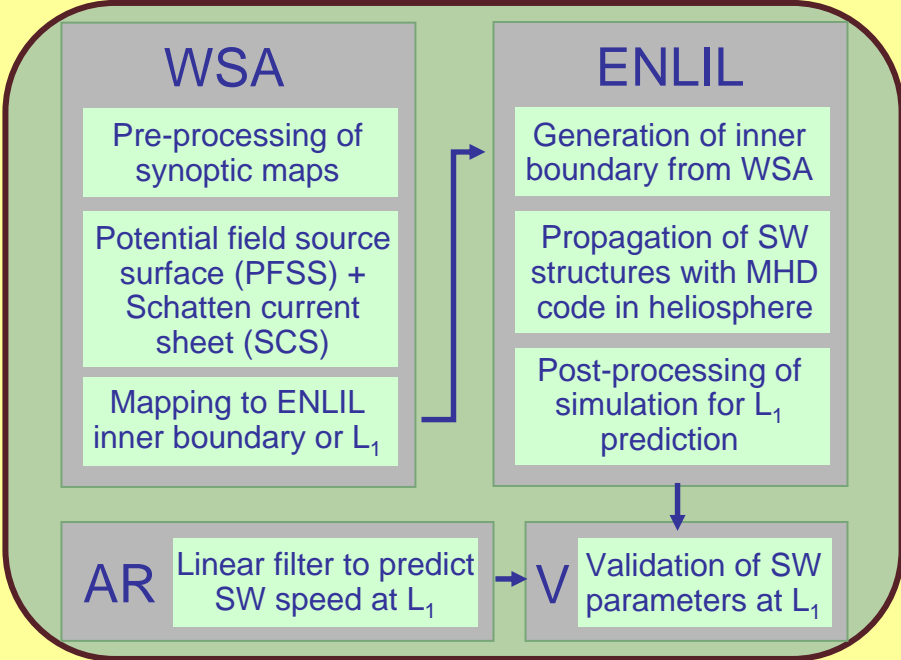 WSA
Pre-processing of
synoptic maps
Potential field source
surface (PFSS) +
Schatten current
sheet (SCS)
Mapping to ENLIL
inner boundary or L₁
ENLIL
Generation of inner
boundary from WSA
Propagation of SW
structures with MHD
code in heliosphere
Post-processing of
simulation for L₁
prediction
AR
Linear filter to predict
SW speed at L₁
V
Validation of SW
parameters at L₁